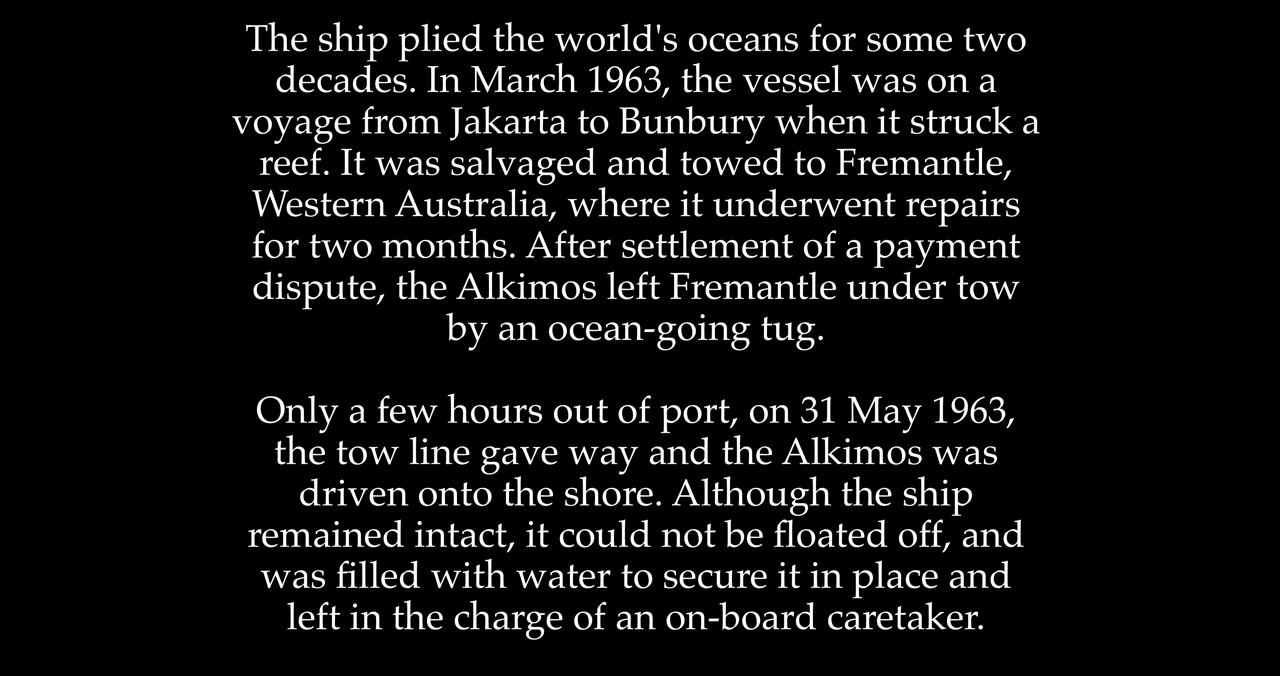 The ship plied the world's oceans for some two
decades. In March 1963, the vessel was on a
voyage from Jakarta to Bunbury when it struck a
reef. It was salvaged and towed to Fremantle,
Western Australia, where it underwent repairs
for two months. After settlement of a payment
dispute, the Alkimos left Fremantle under tow
by an ocean-going tug.
Only a few hours out of port, on 31 May 1963,
the tow line gave way and the Alkimos was
driven onto the shore. Although the ship
remained intact, it could not be floated off, and
was filled with water to secure it in place and
left in the charge of an on-board caretaker.